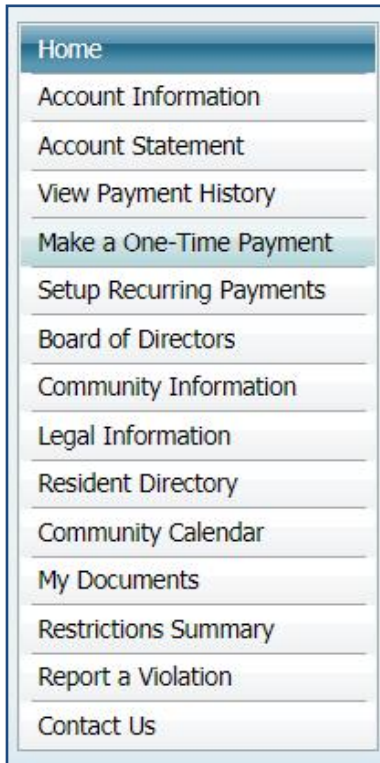 Home
Account Information
Account Statement
View Payment History
Make a One-Time Payment
Setup Recurring Payments
Board of Directors
Community Information
Legal Information
Resident Directory
Community Calendar
My Documents
Restrictions Summary
Report a Violation
Contact Us